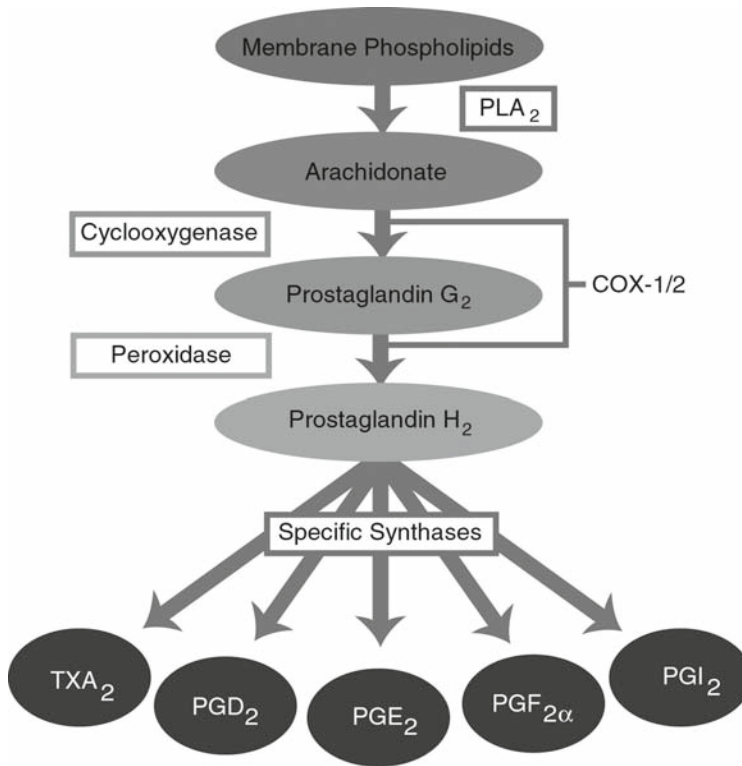 Membrane Phospholipids
PLA₂
Arachidonate
Cyclooxygenase
Prostaglandin G₂
COX-1/2
Peroxidase
Prostaglandin H₂
Specific Synthases
TXA₂
PGD₂
PGE₂
PGF₂α
PGI₂